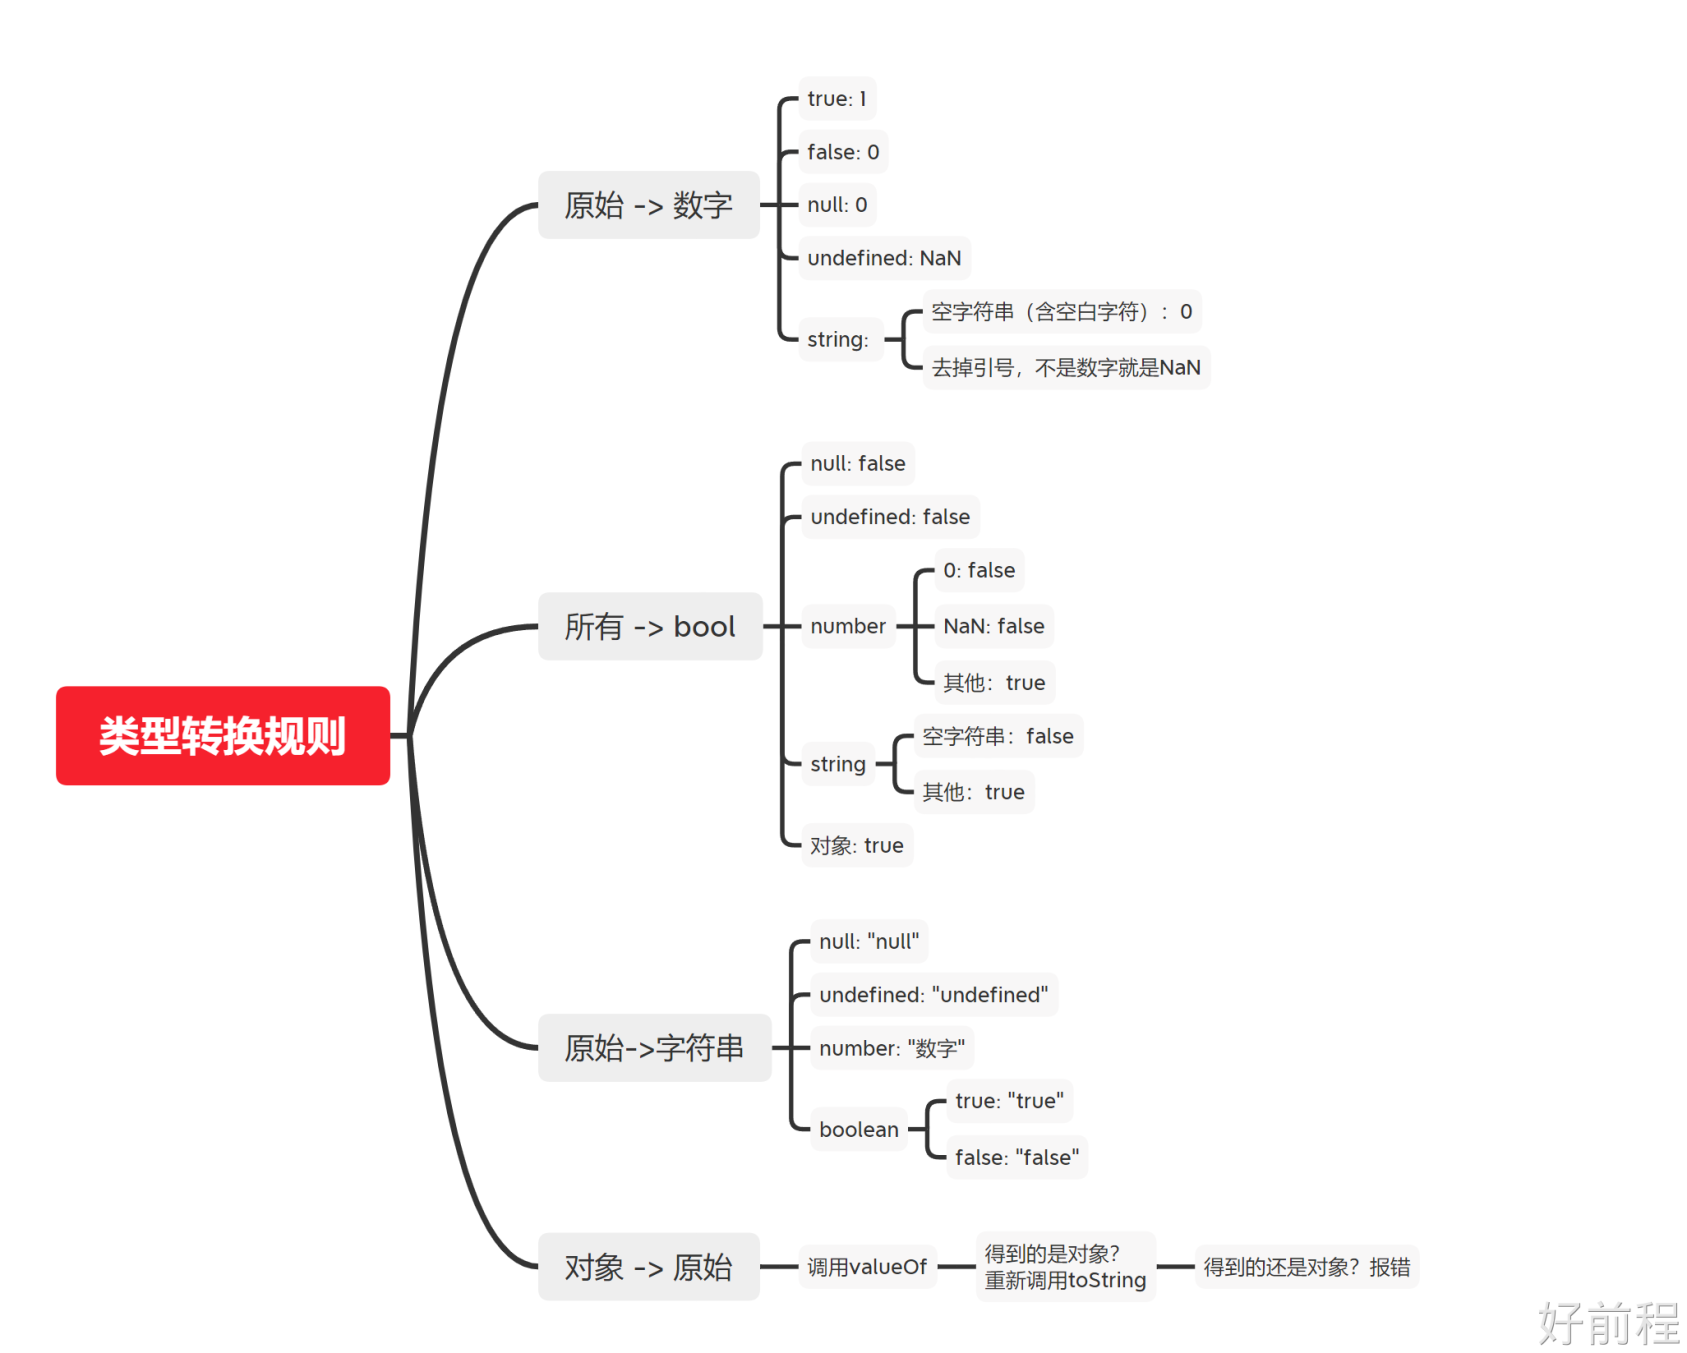 类型转换规则
原始 -> 数字
true: 1
false: 0
null: 0
undefined: NaN
string:
空字符串（含空白字符）：0
去掉引号，不是数字就是NaN
所有 -> bool
null: false
undefined: false
number
0: false
NaN: false
其他：true
string
空字符串：false
其他：true
对象: true
原始->字符串
null: "null"
undefined: "undefined"
number: "数字"
boolean
true: "true"
false: "false"
对象 -> 原始
调用valueOf
得到的是对象？
重新调用toString
得到的还是对象？报错
好前程